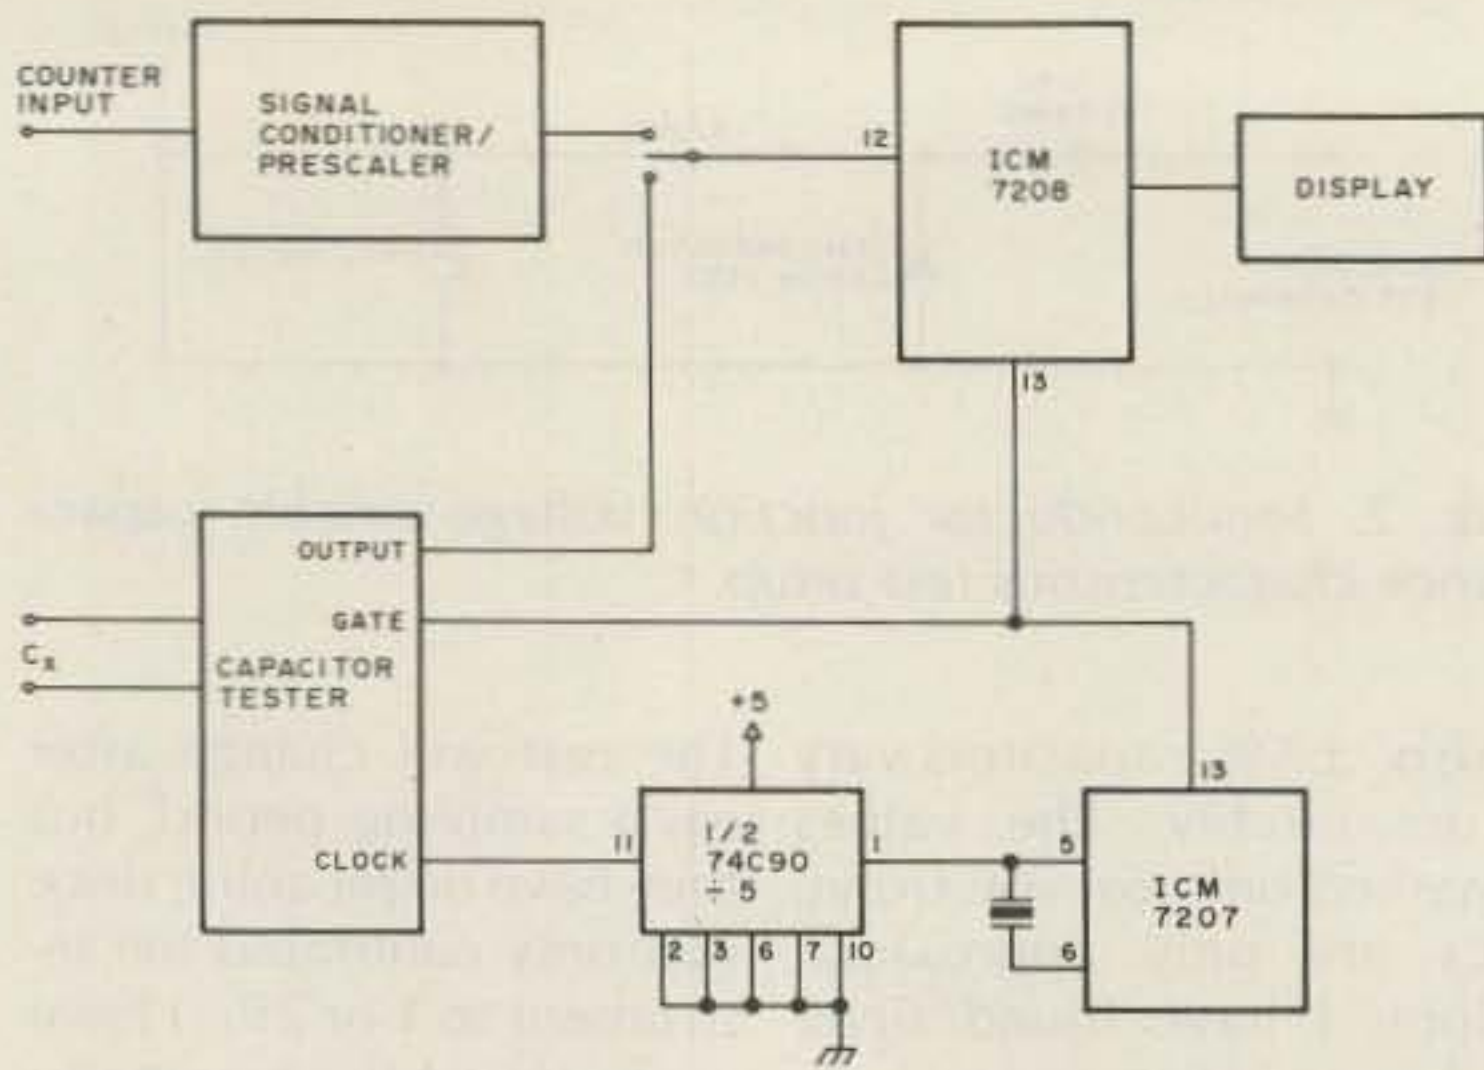 COUNTER
INPUT
SIGNAL
CONDITIONER/
PRESCALER
12
ICM
7208
DISPLAY
13
OUTPUT
GATE
Cx
CAPACITOR
TESTER
CLOCK
+5
11
1/2
74C90
÷5
1
2
3
6
7
10
13
5
ICM
7207
6